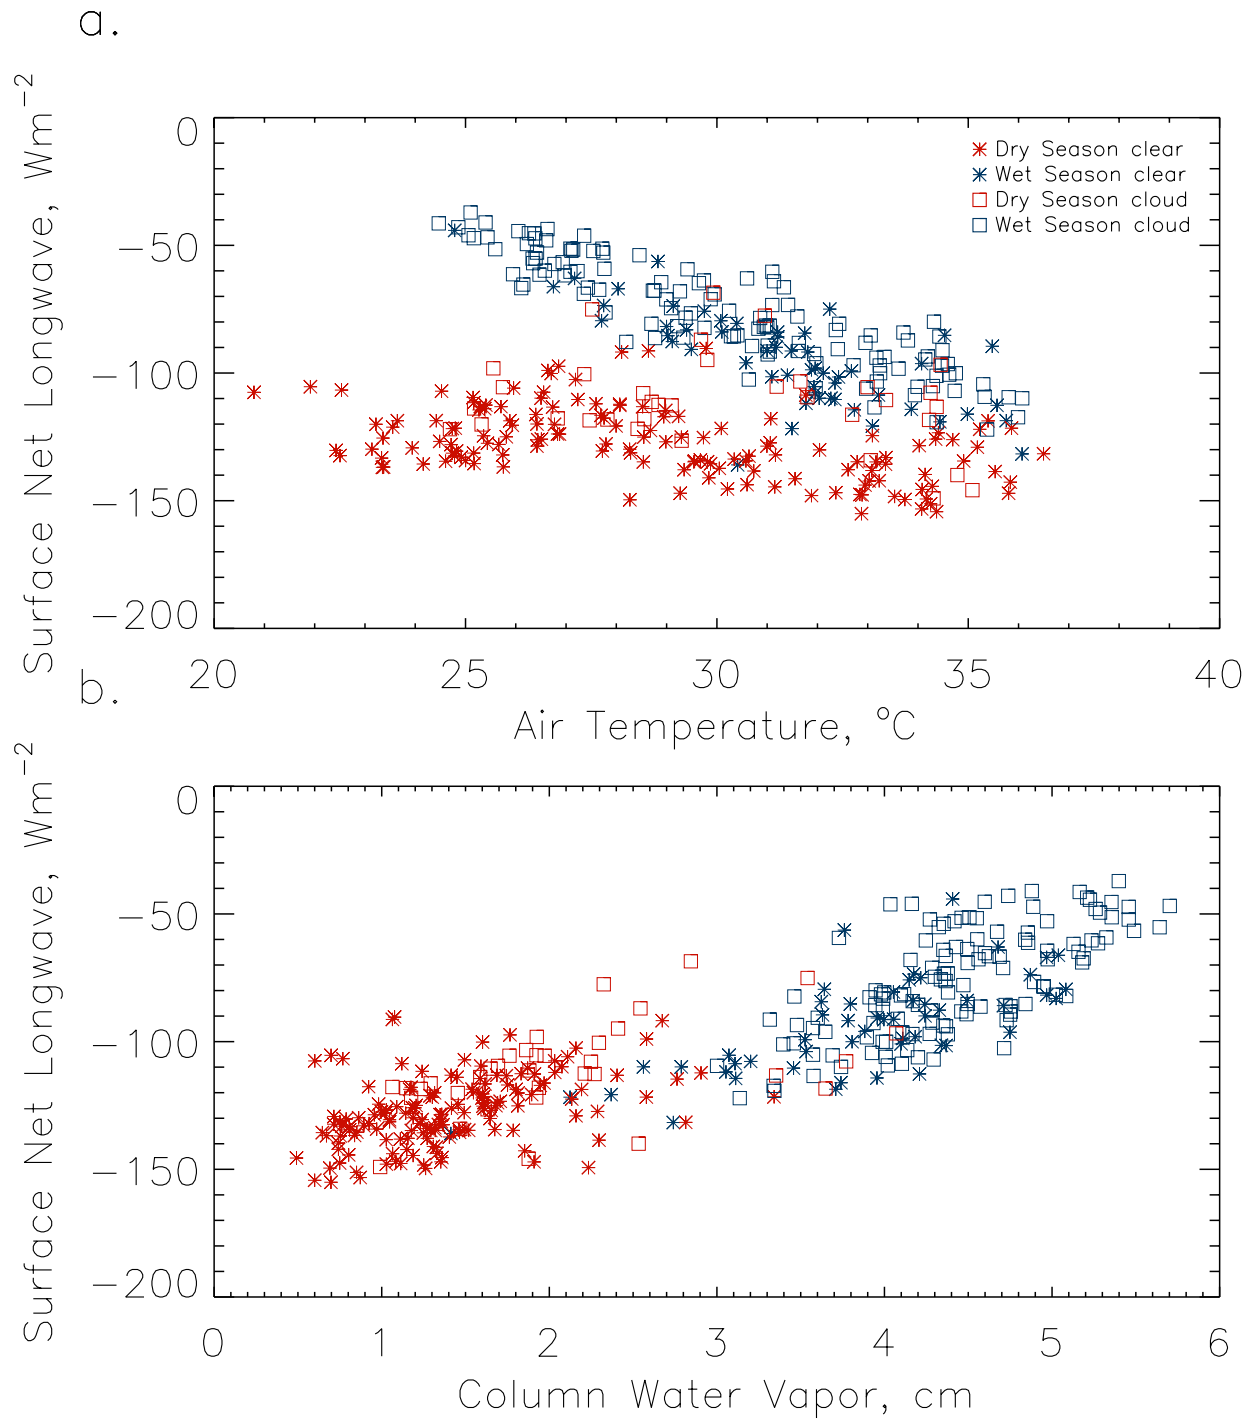 a.
Surface Net Longwave, Wm⁻²
0
−50
−100
−150
−200
Dry Season clear
Wet Season clear
Dry Season cloud
Wet Season cloud
20 25 30 35 40
Air Temperature, °C
b.
Surface Net Longwave, Wm⁻²
0
−50
−100
−150
−200
0 1 2 3 4 5 6
Column Water Vapor, cm